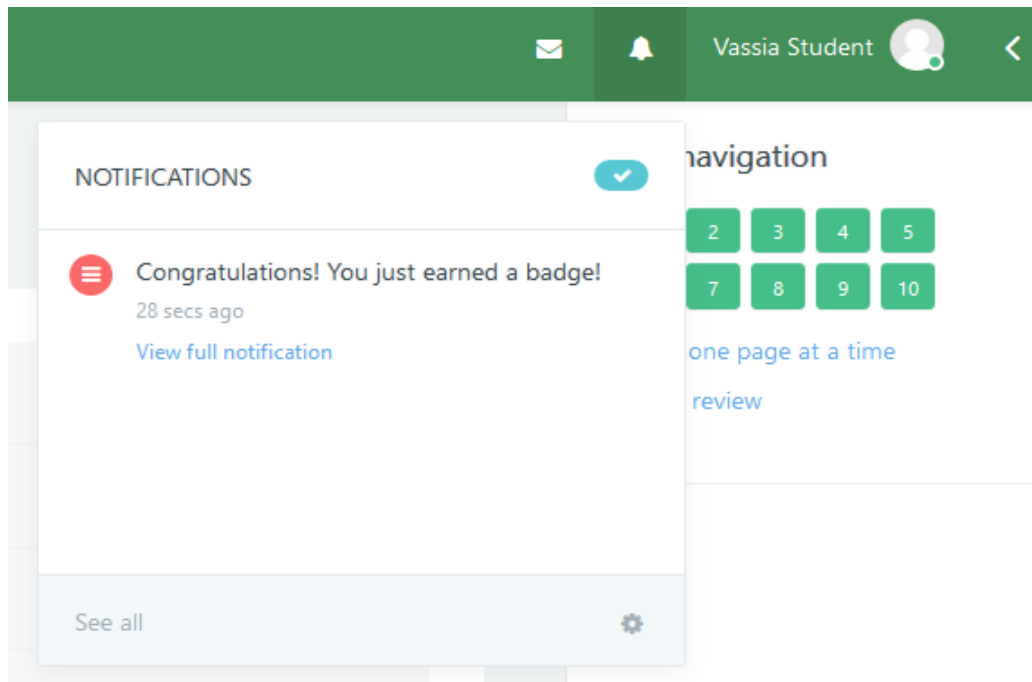 Vassia Student
NOTIFICATIONS
Congratulations! You just earned a badge!
28 secs ago
View full notification
See all
navigation
2 3 4 5
7 8 9 10
one page at a time
review